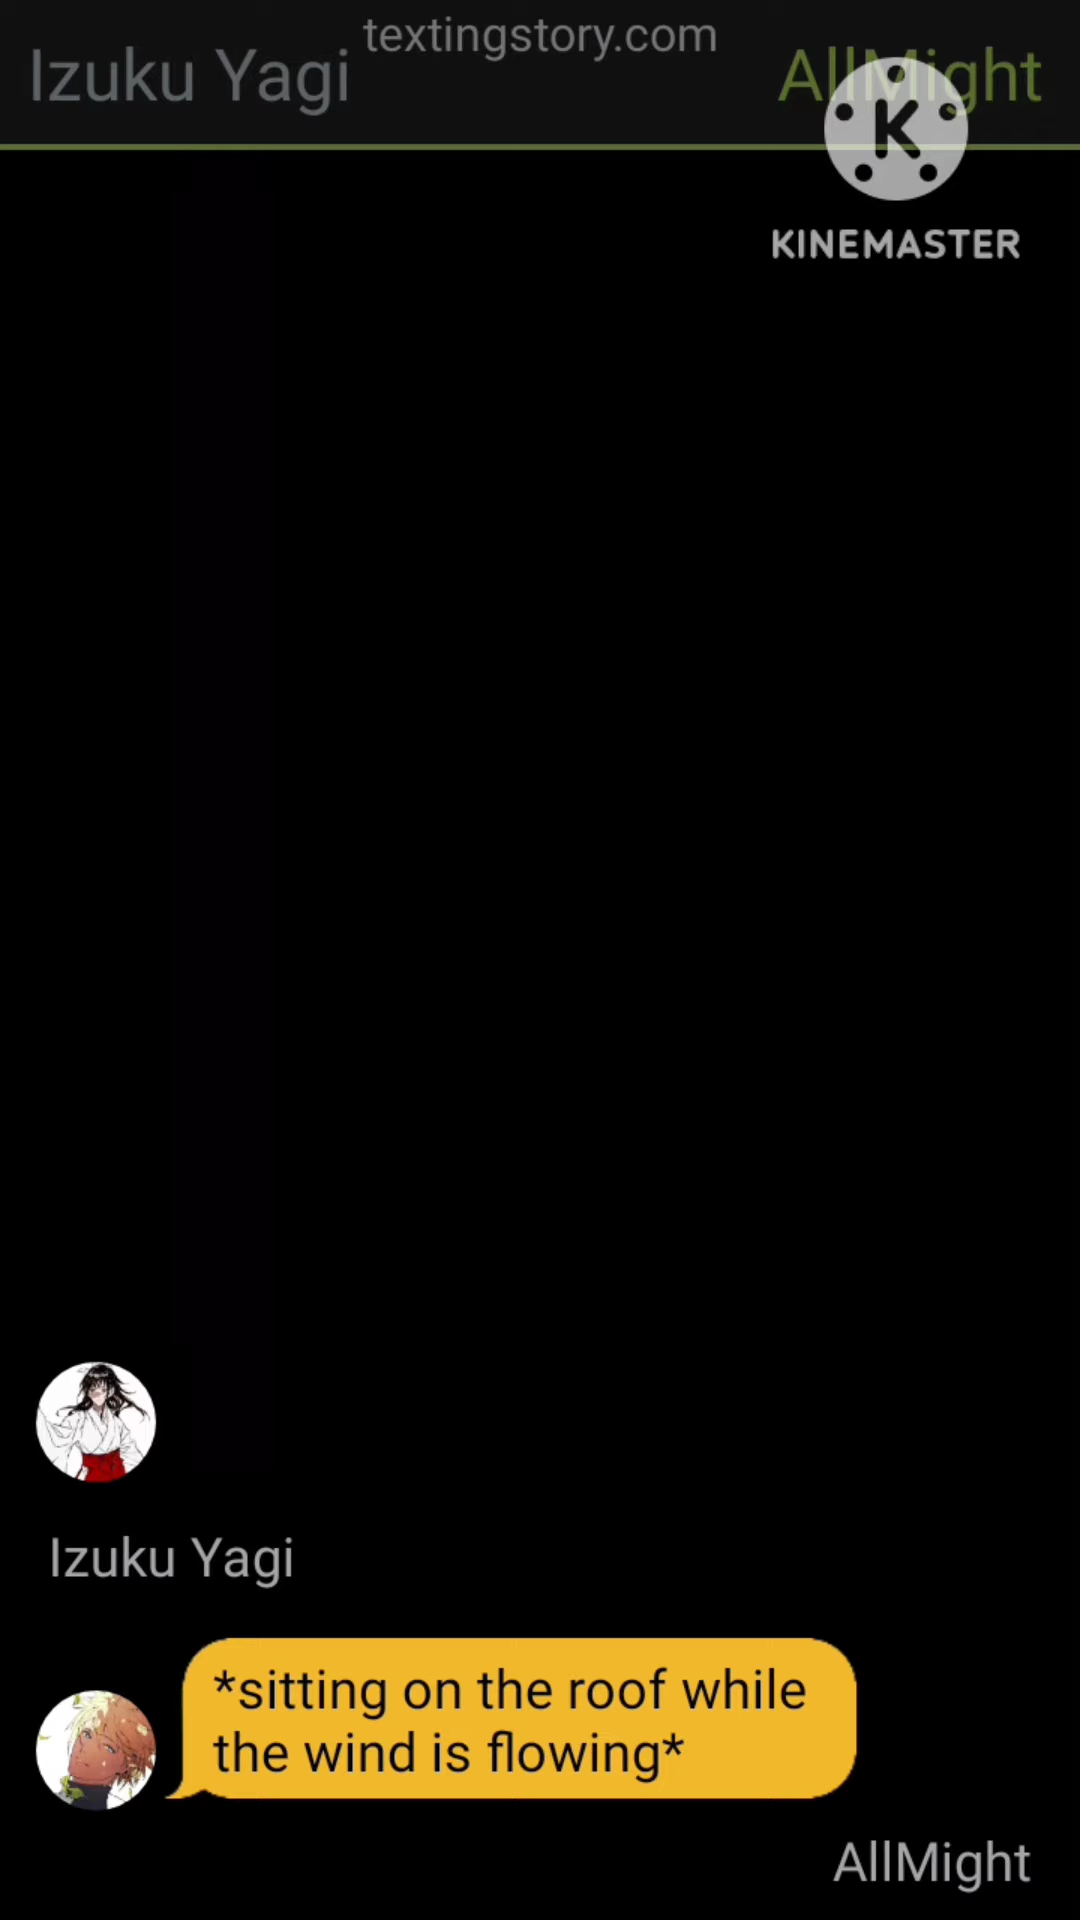 textingstory.com
Izuku Yagi
AllMight
K
KINEMASTER
Izuku Yagi
*sitting on the roof while
the wind is flowing*
AllMight